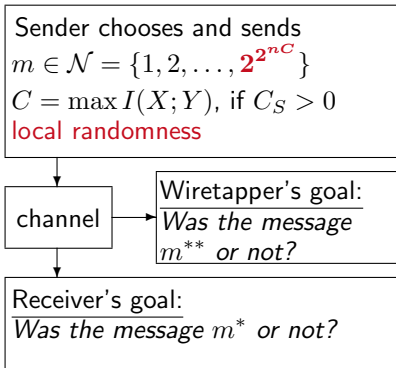 Sender chooses and sends
m ∈ 𝒩 = {1, 2, . . . , 2^{2^{nC}}}
C = max I(X; Y), if C_S > 0
local randomness
channel
Wiretapper's goal:
Was the message
m** or not?
Receiver's goal:
Was the message m* or not?